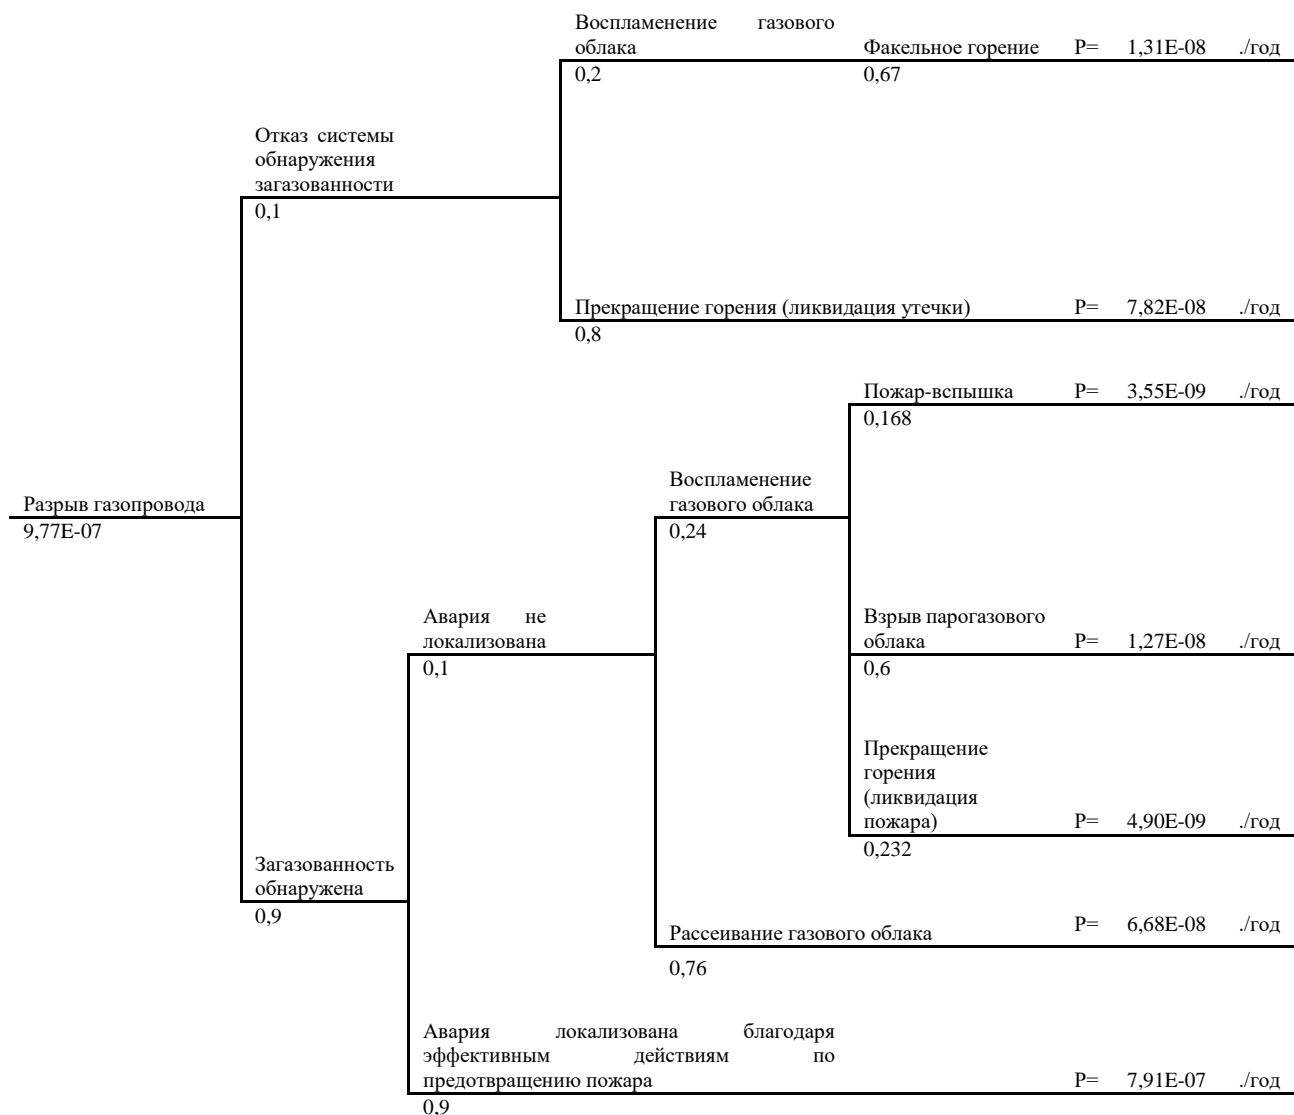 Воспламенение газового
облака
Факельное горение P= 1,31E-08 ./год
0,2
0,67
Отказ системы
обнаружения
загазованности
0,1
Прекращение горения (ликвидация утечки) P= 7,82E-08 ./год
0,8
Пожар-вспышка P= 3,55E-09 ./год
0,168
Воспламенение
газового облака
0,24
Разрыв газопровода
9,77E-07
Авария не
локализована
0,1
Взрыв парогазового
облака P= 1,27E-08 ./год
0,6
Прекращение
горения
(ликвидация
пожара) P= 4,90E-09 ./год
0,232
Загазованность
обнаружена
0,9
Рассеивание газового облака P= 6,68E-08 ./год
0,76
Авария локализована благодаря
эффективным действиям по
предотвращению пожара P= 7,91E-07 ./год
0,9